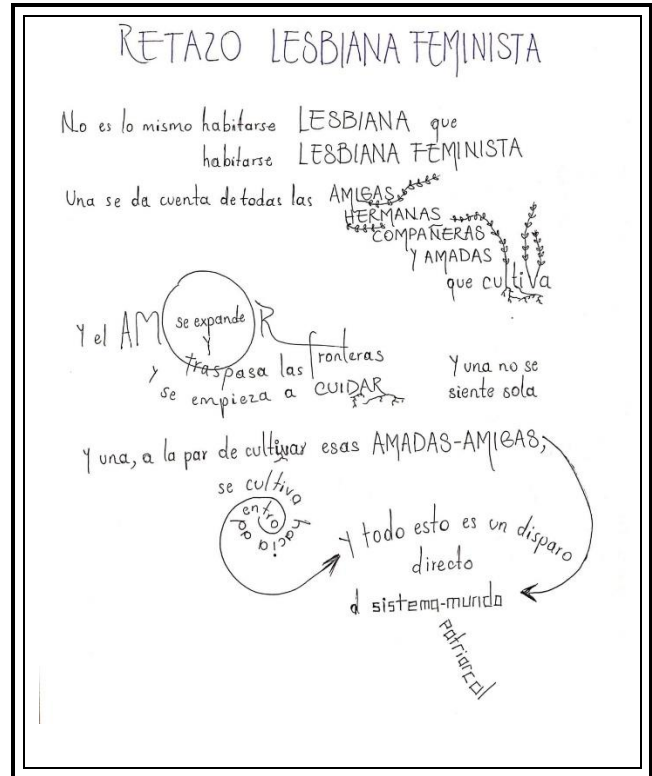 RETAZO LESBIANA FEMINISTA
No es lo mismo habitarse LESBIANA que
habitarse LESBIANA FEMINISTA
Una se da cuenta de todas las AMIGAS,
HERMANAS
COMPAÑERAS
Y AMADAS
que cultiva
Y el AMOR
se expande
Y
traspasa las fronteras
y se empieza a CUIDAR
Y una no se
siente sola
Y una, a la par de cultivar esas AMADAS-AMIGAS,
se cultiva
hacia adentro
Y todo esto es un disparo
directo
al sistema-mundo
patriarcal